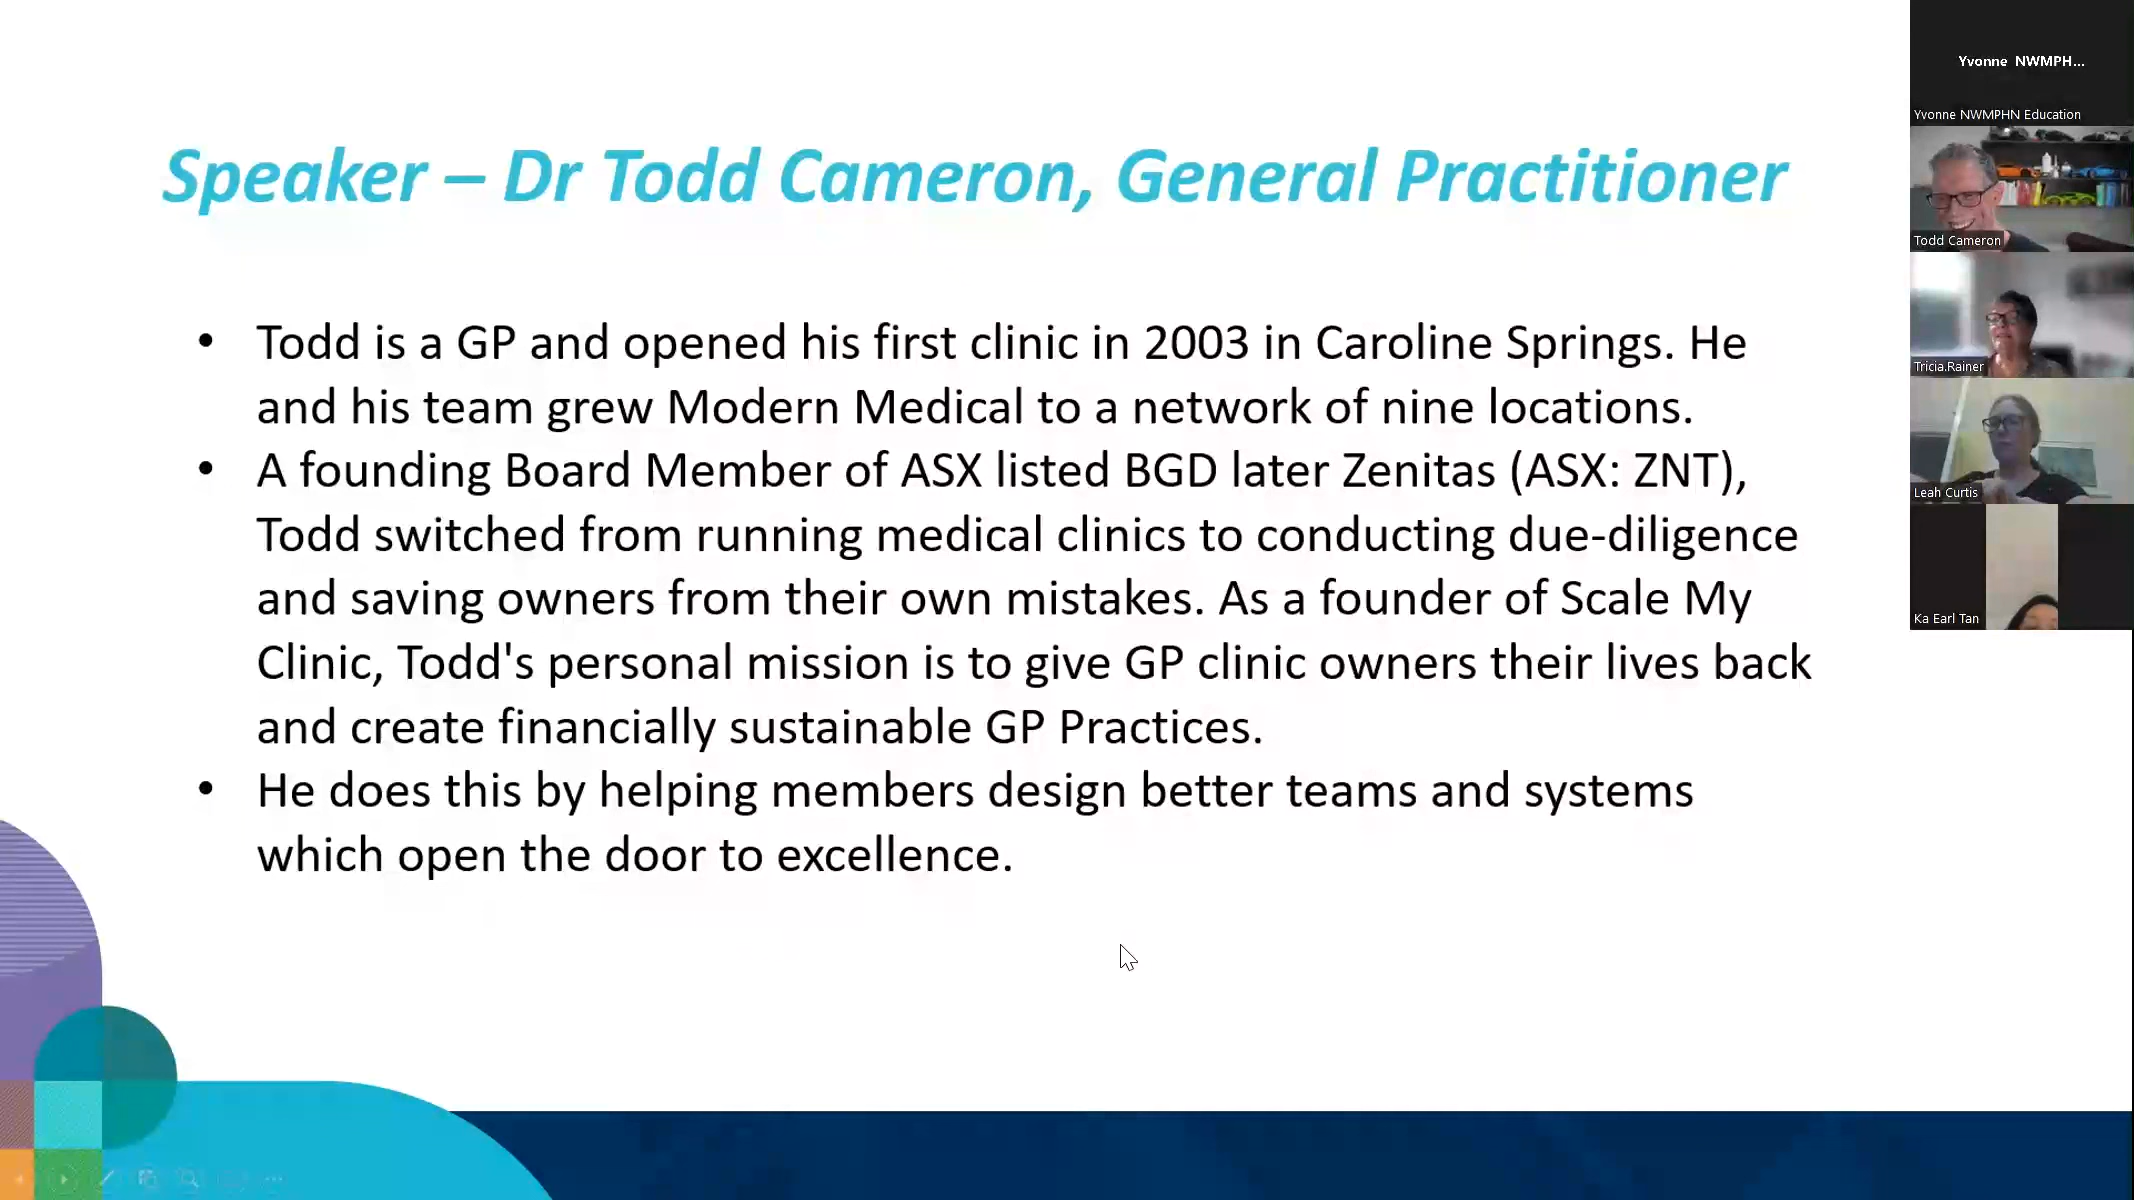 Speaker – Dr Todd Cameron, General Practitioner
• Todd is a GP and opened his first clinic in 2003 in Caroline Springs. He
and his team grew Modern Medical to a network of nine locations.
• A founding Board Member of ASX listed BGD later Zenitas (ASX: ZNT),
Todd switched from running medical clinics to conducting due-diligence
and saving owners from their own mistakes. As a founder of Scale My
Clinic, Todd's personal mission is to give GP clinic owners their lives back
and create financially sustainable GP Practices.
• He does this by helping members design better teams and systems
which open the door to excellence.
Yvonne NWMPH...
Yvonne NWMPHN Education
Todd Cameron
Tricia.Rainer
Leah Curtis
Ka Earl Tan